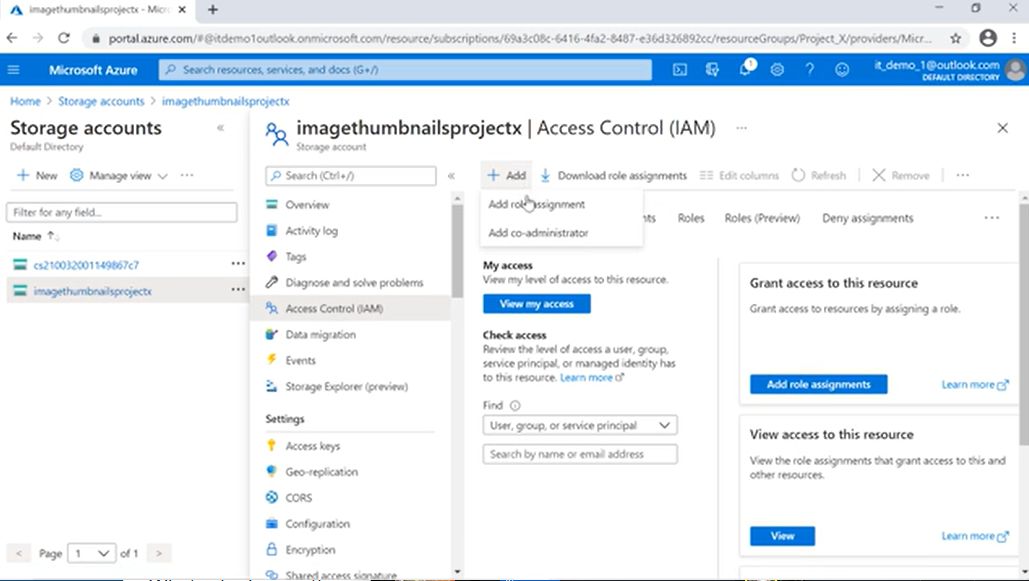 imagethumbnailsprojectx - Micr
portal.azure.com/#@itdemo1outlook.onmicrosoft.com/resource/subscriptions/69a3c08c-6416-4fa2-8487-e36d326892cc/resourceGroups/Project_X/providers/Micr...
Microsoft Azure
Search resources, services, and docs (G+/)
1
it_demo_1@outlook.com
DEFAULT DIRECTORY
Home > Storage accounts > imagethumbnailsprojectx
Storage accounts
Default Directory
New
Manage view
...
Filter for any field...
Name
cs210032001149867c7
...
imagethumbnailsprojectx
...
Page 1 of 1
imagethumbnailsprojectx | Access Control (IAM)
...
Storage account
Search (Ctrl+/)
Overview
Activity log
Tags
Diagnose and solve problems
Access Control (IAM)
Data migration
Events
Storage Explorer (preview)
Settings
Access keys
Geo-replication
CORS
Configuration
Encryption
Shared access signature
Add
Download role assignments
Edit columns
Refresh
Remove
...
Add role assignment
Add co-administrator
nts
Roles
Roles (Preview)
Deny assignments
...
My access
View my level of access to this resource.
View my access
Check access
Review the level of access a user, group,
service principal, or managed identity has
to this resource. Learn more
Find
User, group, or service principal
Search by name or email address
Grant access to this resource
Grant access to resources by assigning a role.
Add role assignments
Learn more
View access to this resource
View the role assignments that grant access to this and
other resources.
View
Learn more